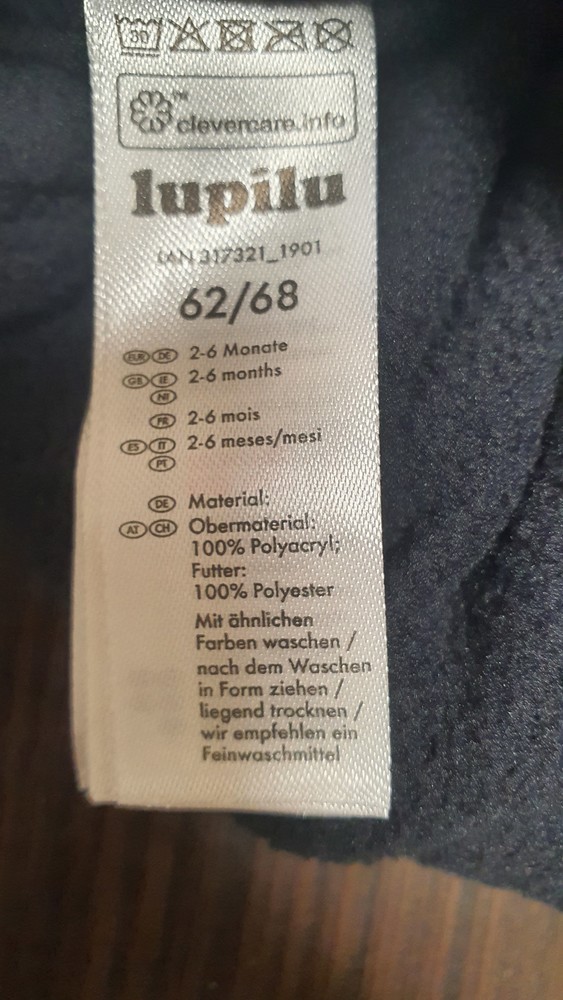 30
clevercare.info
lupilu
IAN 317321_1901
62/68
EUR DE 2-6 Monate
GB IE 2-6 months
NI
FR 2-6 mois
ES IT 2-6 meses/mesi
PT
DE Material:
AT CH Obermaterial:
100% Polyacryl;
Futter:
100% Polyester
Mit ähnlichen
Farben waschen /
nach dem Waschen
in Form ziehen /
liegend trocknen /
wir empfehlen ein
Feinwaschmittel